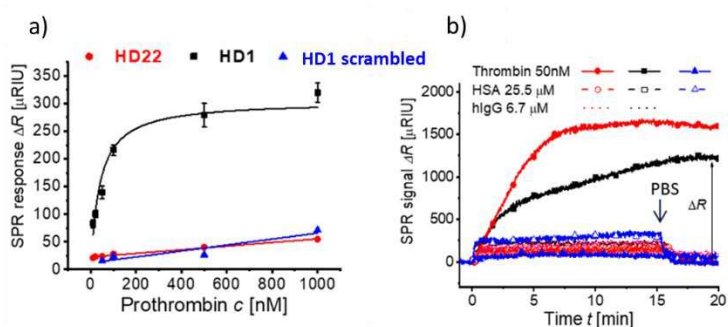 a)
HD22 HD1 HD1 scrambled
SPR response ΔR [μRIU]
350
300
250
200
150
100
50
0
0 200 400 600 800 1000
Prothrombin c [nM]
b)
Thrombin 50nM
HSA 25.5 μM
hIgG 6.7 μM
SPR signal ΔR [μRIU]
2000
1500
1000
500
0
PBS
ΔR
0 5 10 15 20
Time t [min]